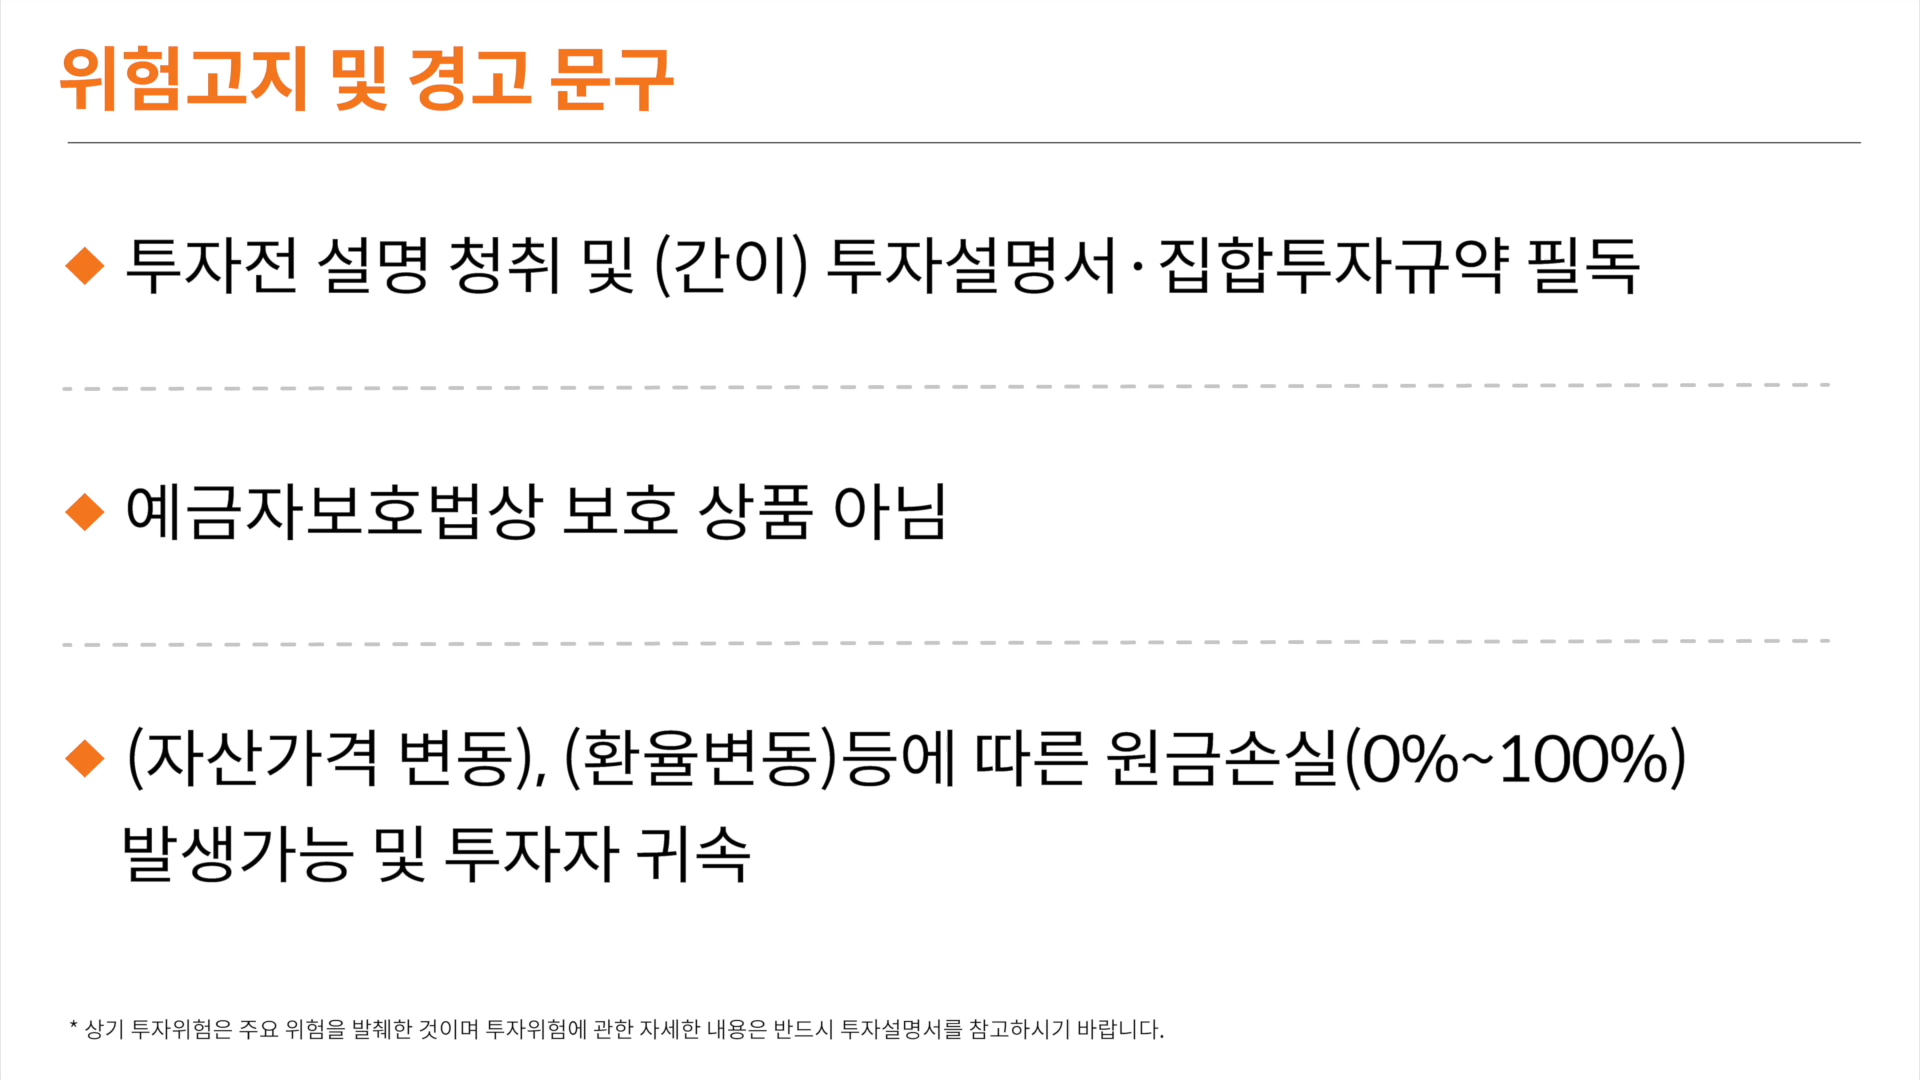 위험고지 및 경고 문구
투자전 설명 청취 및 (간이) 투자설명서·집합투자규약 필독
예금자보호법상 보호 상품 아님
(자산가격 변동), (환율변동)등에 따른 원금손실(0%~100%)
발생가능 및 투자자 귀속
* 상기 투자위험은 주요 위험을 발췌한 것이며 투자위험에 관한 자세한 내용은 반드시 투자설명서를 참고하시기 바랍니다.